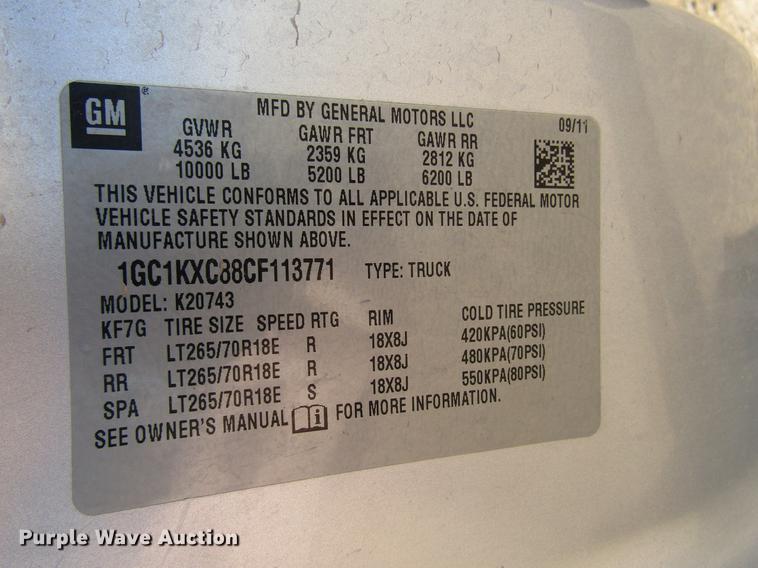 GM ®
MFD BY GENERAL MOTORS LLC 09/11
GVWR GAWR FRT GAWR RR
4536 KG 2359 KG 2812 KG
10000 LB 5200 LB 6200 LB
THIS VEHICLE CONFORMS TO ALL APPLICABLE U.S. FEDERAL MOTOR
VEHICLE SAFETY STANDARDS IN EFFECT ON THE DATE OF
MANUFACTURE SHOWN ABOVE.
1GC1KXC88CF113771 TYPE: TRUCK
MODEL: K20743
KF7G TIRE SIZE SPEED RTG RIM COLD TIRE PRESSURE
FRT LT265/70R18E R 18X8J 420KPA(60PSI)
RR LT265/70R18E R 18X8J 480KPA(70PSI)
SPA LT265/70R18E S 18X8J 550KPA(80PSI)
SEE OWNER'S MANUAL i FOR MORE INFORMATION.
Purple Wave Auction